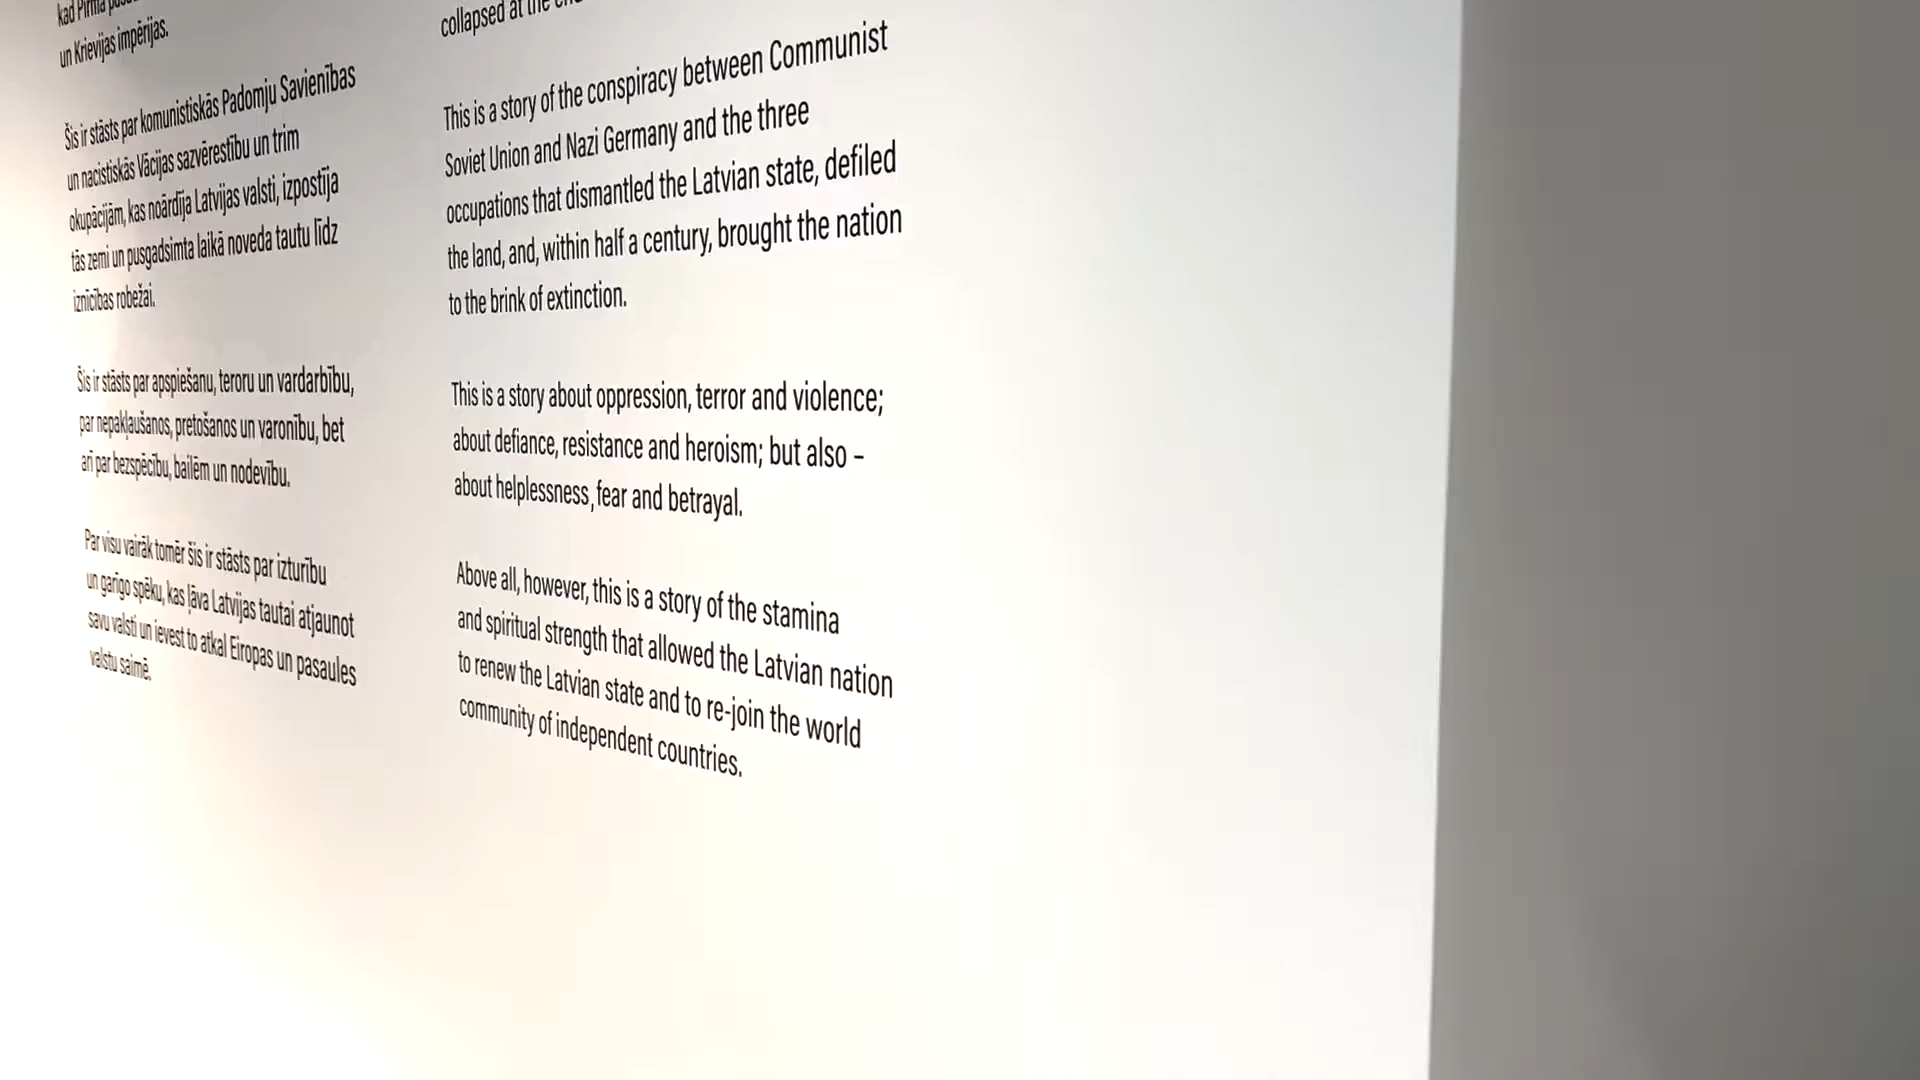 kad Pirmā
un Krievijas impērijas.
Šis ir stāsts par komunistiskās Padomju Savienības
un nacistiskās Vācijas sazvērestību un trim
okupācijām, kas noārdīja Latvijas valsti, izpostīja
tās zemi un pusgadsimta laikā noveda tautu līdz
iznīcības robežai.
Šis ir stāsts par apspiešanu, teroru un vardarbību,
par nepakļaušanos, pretošanos un varonību, bet
arī par bezspēcību, bailēm un nodevību.
Par visu vairāk tomēr šis ir stāsts par izturību
un garīgo spēku, kas ļāva Latvijas tautai atjaunot
savu valsti un ievest to atkal Eiropas un pasaules
valstu saimē.
collapsed at the
This is a story of the conspiracy between Communist
Soviet Union and Nazi Germany and the three
occupations that dismantled the Latvian state, defiled
the land, and, within half a century, brought the nation
to the brink of extinction.
This is a story about oppression, terror and violence;
about defiance, resistance and heroism; but also –
about helplessness, fear and betrayal.
Above all, however, this is a story of the stamina
and spiritual strength that allowed the Latvian nation
to renew the Latvian state and to re-join the world
community of independent countries.